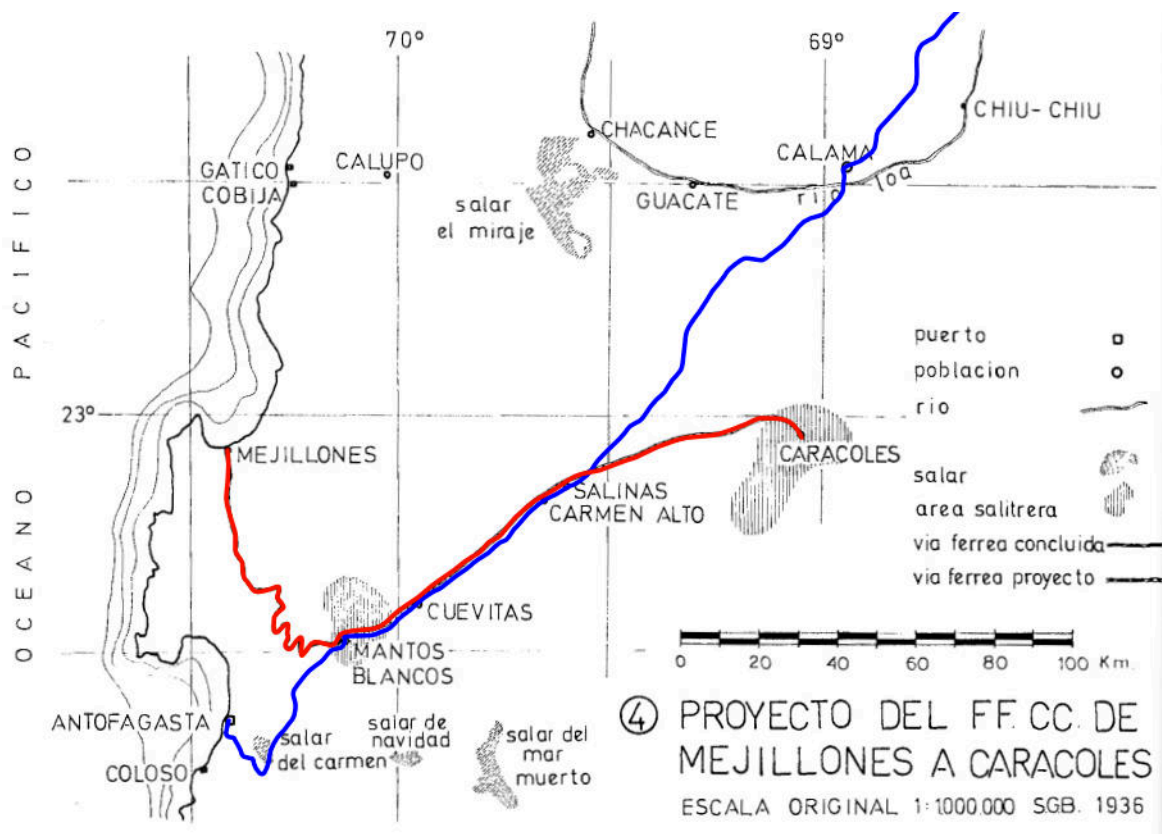 70°
69°
CHIU-CHIU
CHACANCE
CALAMA
GATICO
CALUPO
COBIJA
GUACATE
rio loa
salar
el miraje
OCEANO PACIFICO
puerto
poblacion
rio
23°
MEJILLONES
CARACOLES
salar
area salitrera
SALINAS
CARMEN ALTO
via ferrea concluida
via ferrea proyecto
CUEVITAS
MANTOS
BLANCOS
0 20 40 60 80 100 Km.
ANTOFAGASTA
salar
del carmen
salar de
navidad
salar del
mar
muerto
COLOSO
4 PROYECTO DEL FF. CC. DE
MEJILLONES A CARACOLES
ESCALA ORIGINAL 1:1000.000 SGB. 1936